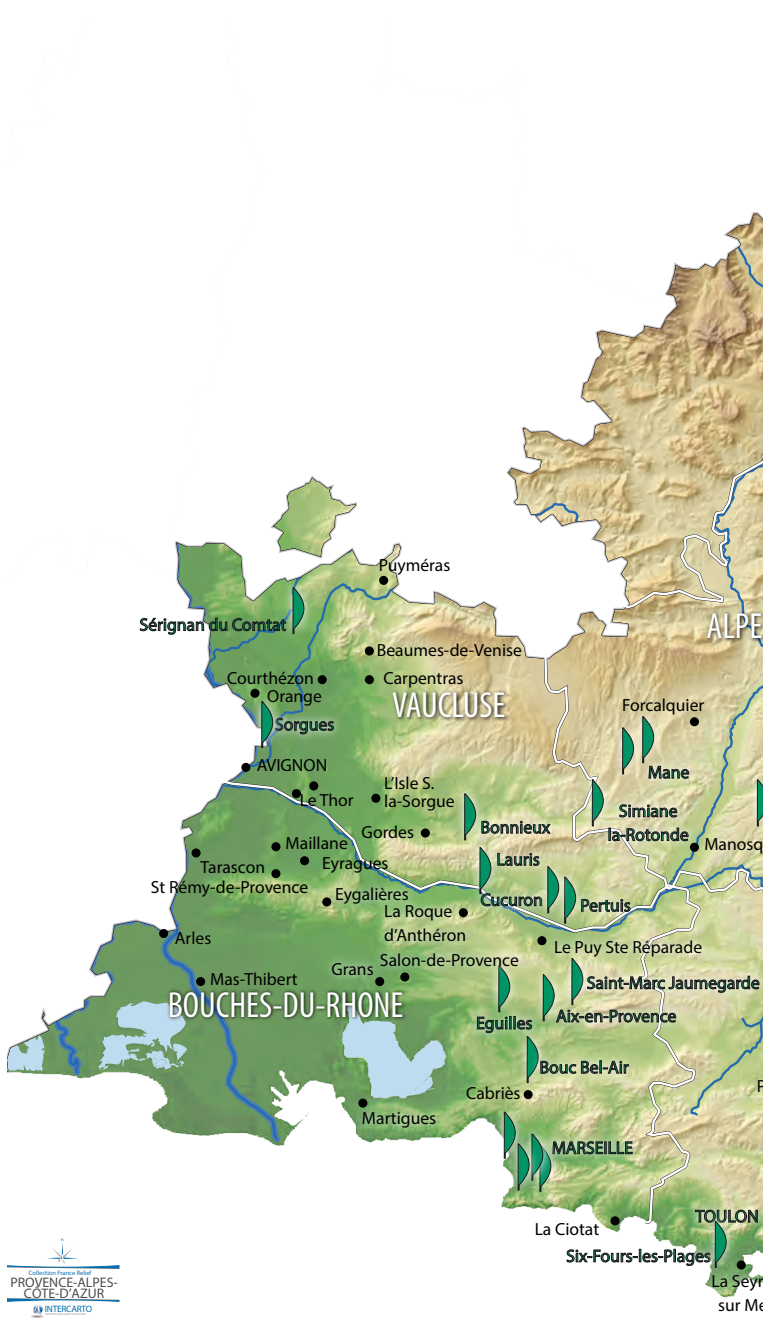 Puyméras
Sérignan du Comtat
ALPE
Beaumes-de-Venise
Courthézon
Carpentras
Orange
VAUCLUSE
Forcalquier
Sorgues
AVIGNON
Mane
L'Isle S.
la-Sorgue
Le Thor
Simiane
la-Rotonde
Gordes
Bonnieux
Manosq
Maillane
Eyragues
Tarascon
Lauris
St Rémy-de-Provence
Eygalières
Cucuron
Pertuis
La Roque
d'Anthéron
Arles
Le Puy Ste Réparade
Salon-de-Provence
Grans
Mas-Thibert
Saint-Marc Jaumegarde
BOUCHES-DU-RHONE
Eguilles
Aix-en-Provence
Bouc Bel-Air
P
Cabriès
Martigues
MARSEILLE
TOULON
La Ciotat
Six-Fours-les-Plages
La Seyn
sur Me
Collection France Relief
PROVENCE-ALPES-
CÔTE-D'AZUR
INTERCARTO